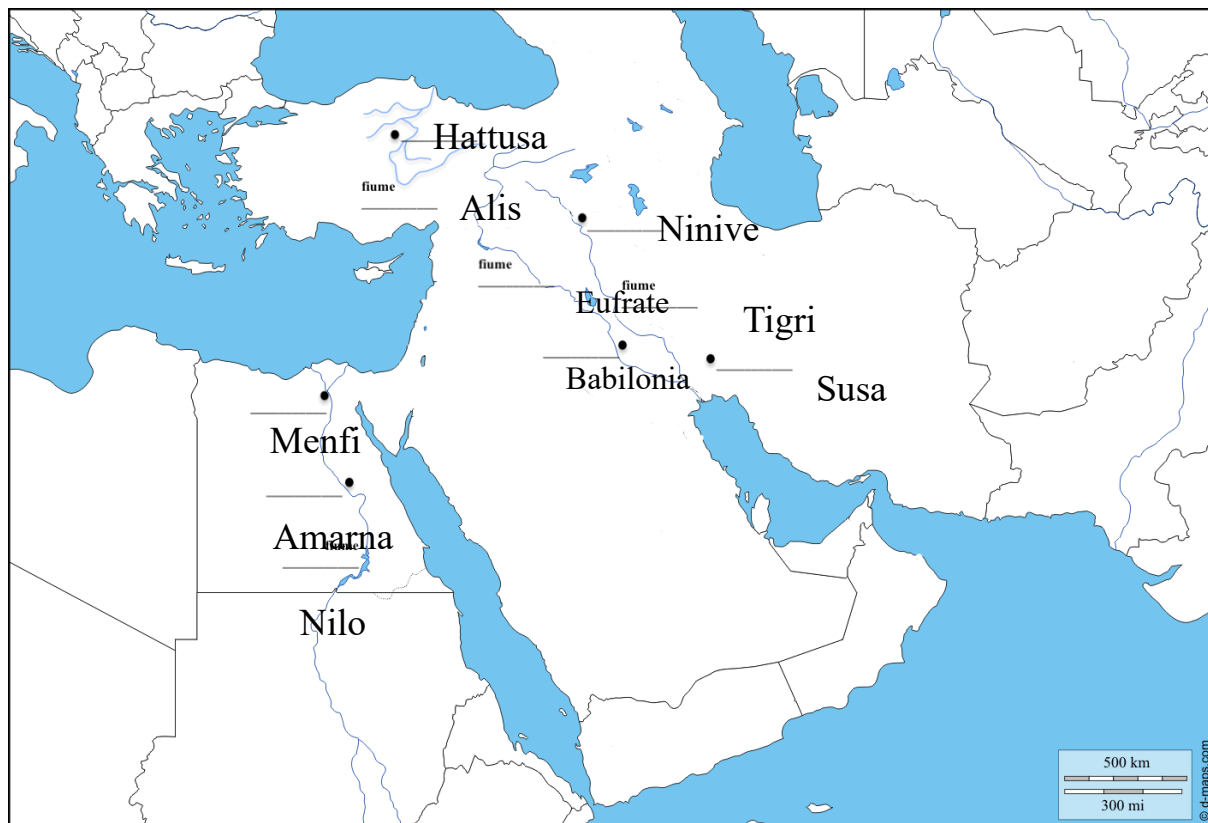 Hattusa
fiume
Alis
Ninive
fiume
fiume
Eufrate
Tigri
Babilonia
Susa
Menfi
Amarna
fiume
Nilo
500 km
300 mi
© d-maps.com